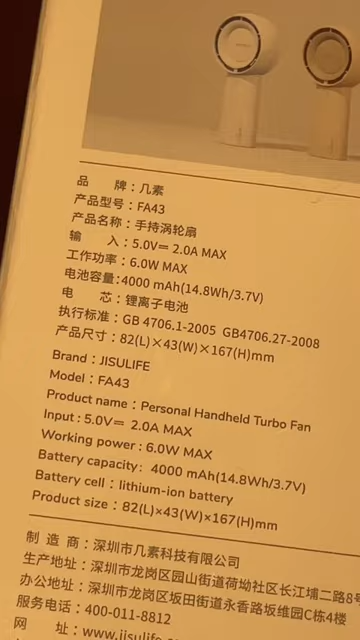 品 牌：几素
产品型号：FA43
产品名称：手持涡轮扇
输 入：5.0V⎓ 2.0A MAX
工作功率：6.0W MAX
电池容量:4000 mAh(14.8Wh/3.7V)
电 芯：锂离子电池
执行标准：GB 4706.1-2005 GB4706.27-2008
产品尺寸：82(L)×43(W)×167(H)mm
Brand：JISULIFE
Model：FA43
Product name：Personal Handheld Turbo Fan
Input : 5.0V⎓ 2.0A MAX
Working power : 6.0W MAX
Battery capacity: 4000 mAh(14.8Wh/3.7V)
Battery cell：lithium-ion battery
Product size：82(L)×43(W)×167(H)mm
制 造 商：深圳市几素科技有限公司
生产地址：深圳市龙岗区园山街道荷坳社区长江埔二路8号
办公地址：深圳市龙岗区坂田街道永香路坂维园C栋4楼
服务电话：400-011-8812
网 址：www.jisulife.c